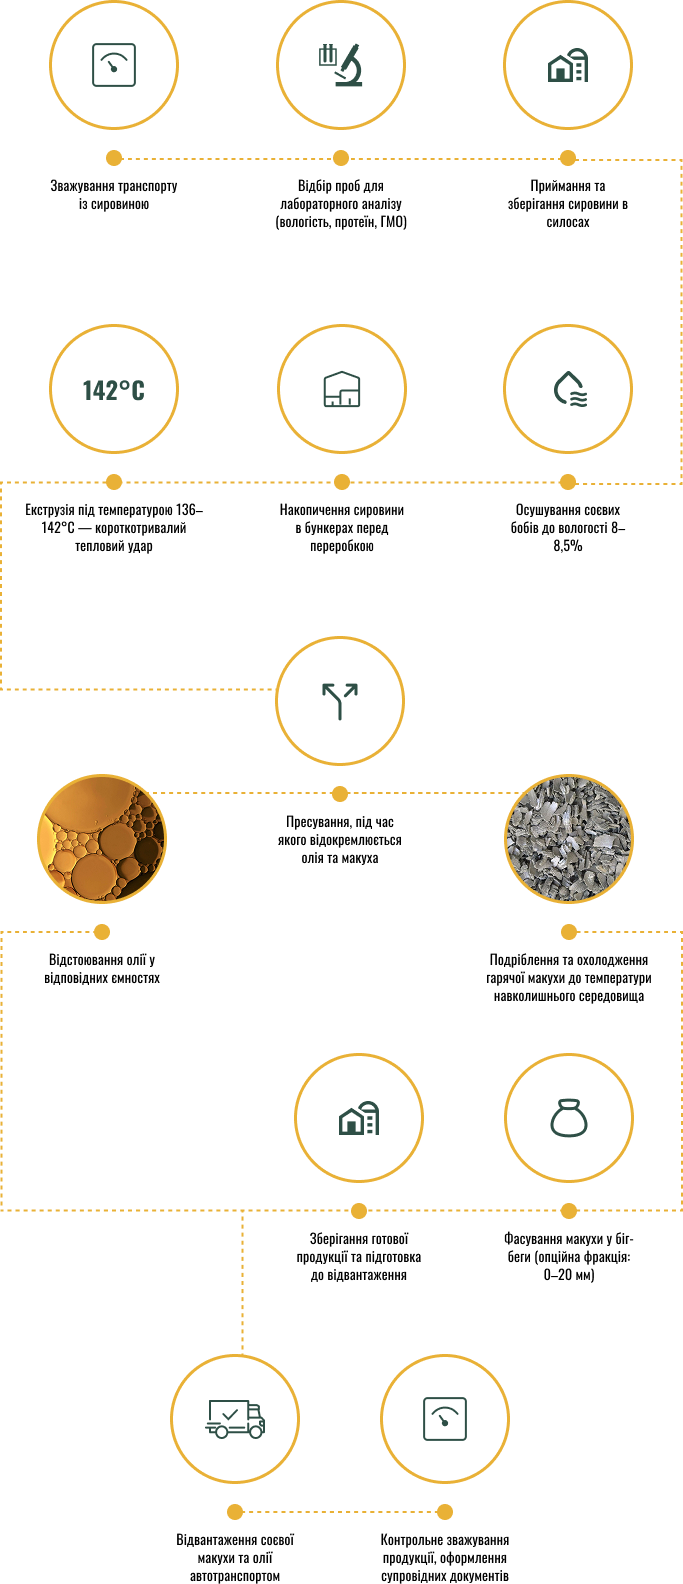 Зважування транспорту
із сировиною
Відбір проб для
лабораторного аналізу
(вологість, протеїн, ГМО)
Приймання та
зберігання сировини в
силосах
142°C
Екструзія під температурою 136–
142°C — короткотривалий
тепловий удар
Накопичення сировини
в бункерах перед
переробкою
Осушування соєвих
бобів до вологості 8–
8,5%
Пресування, під час
якого відокремлюється
олія та макуха
Відстоювання олії у
відповідних ємностях
Подріблення та охолодження
гарячої макухи до температури
навколишнього середовища
Зберігання готової
продукції та підготовка
до відвантаження
Фасування макухи у біг-
беги (опційна фракція:
0–20 мм)
Відвантаження соєвої
макухи та олії
автотранспортом
Контрольне зважування
продукції, оформлення
супровідних документів